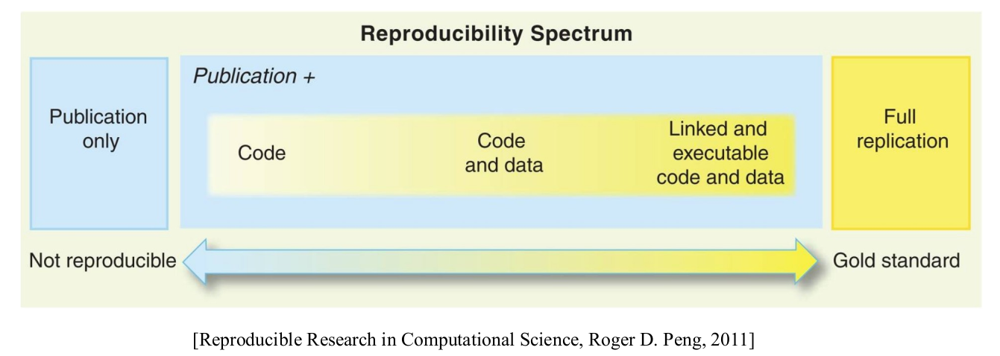 Reproducibility Spectrum
Publication
only
Publication +
Code
Code
and data
Linked and
executable
code and data
Full
replication
Not reproducible
Gold standard
[Reproducible Research in Computational Science, Roger D. Peng, 2011]